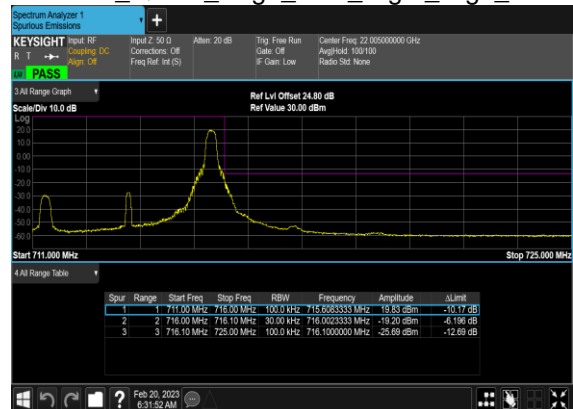 Spectrum Analyzer 1
Spurious Emissions
+
KEYSIGHT Input: RF
R T Coupling: DC
Align: Off
Input Z: 50 Ω
Corrections: Off
Freq Ref: Int (S)
Atten: 20 dB
Trig: Free Run
Gate: Off
IF Gain: Low
Center Freq: 22.005000000 GHz
Avg|Hold: 100/100
Radio Std: None
PASS
3 All Range Graph
Ref Lvl Offset 24.80 dB
Scale/Div 10.0 dB
Ref Value 30.00 dBm
Log
20.0
10.0
0.00
-10.0
-20.0
-30.0
-40.0
-50.0
-60.0
Start 711.000 MHz
Stop 725.000 MHz
4 All Range Table
Spur Range Start Freq Stop Freq RBW Frequency Amplitude ΔLimit
1 1 711.00 MHz 716.00 MHz 100.0 kHz 715.6083333 MHz 19.83 dBm -10.17 dB
2 2 716.00 MHz 716.10 MHz 30.00 kHz 716.0023333 MHz -19.20 dBm -6.196 dB
3 3 716.10 MHz 725.00 MHz 100.0 kHz 716.1000000 MHz -25.69 dBm -12.69 dB
?
Feb 20, 2023
6:31:52 AM